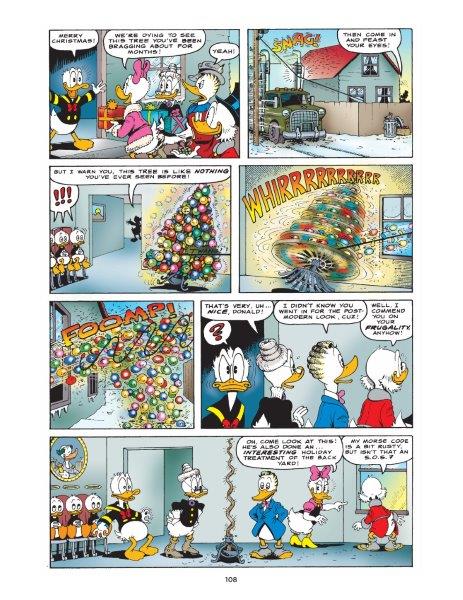 MERRY
CHRISTMAS!
WE'RE DYING TO SEE
THIS TREE YOU'VE BEEN
BRAGGING ABOUT FOR
MONTHS!
YEAH!
SNAG!
THEN COME IN
AND FEAST
YOUR EYES!
BUT I WARN YOU, THIS TREE IS LIKE NOTHING
YOU'VE EVER SEEN BEFORE!
!!!
WHIRRRRRRRRRR
FOOMP!
?
THAT'S VERY, UH...
NICE, DONALD!
I DIDN'T KNOW YOU
WENT IN FOR THE POST-
MODERN LOOK, CUZ!
WELL, I
COMMEND
YOU ON YOUR
FRUGALITY,
ANYHOW!
OH, COME LOOK AT THIS!
HE'S ALSO DONE AN...
INTERESTING HOLIDAY
TREATMENT OF THE BACK
YARD!
MY MORSE CODE
IS A BIT RUSTY,
BUT ISN'T THAT AN
S.O.S.?
108